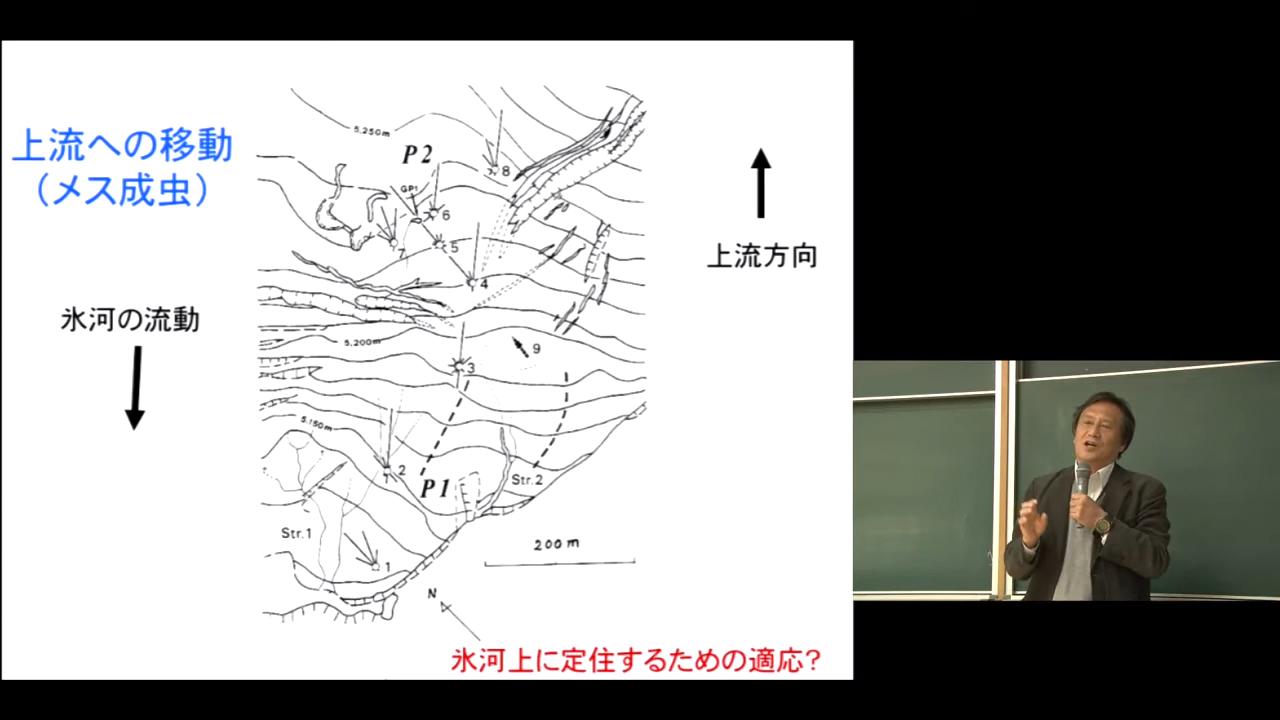 上流への移動
（メス成虫）
氷河の流動
上流方向
5,250m
P2
8
GP1
6
7
5
4
5,200m
9
3
5,150m
2
P1
Str.2
Str.1
1
200m
N
氷河上に定住するための適応？